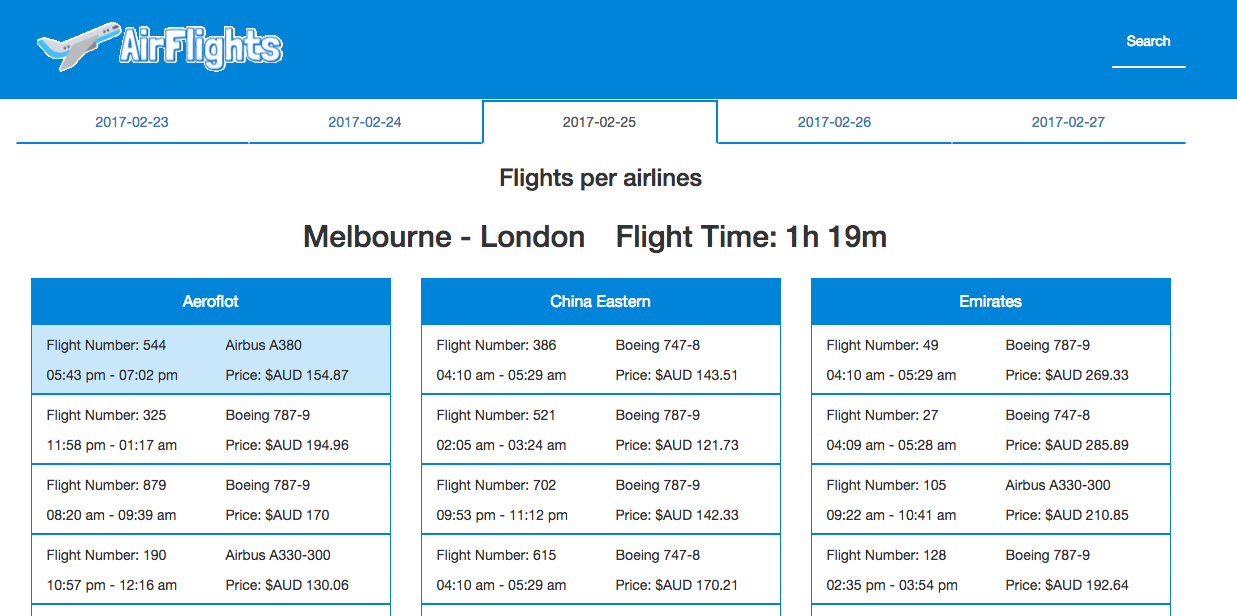 AirFlights
Search
2017-02-23 2017-02-24 2017-02-25 2017-02-26 2017-02-27
Flights per airlines
Melbourne - London Flight Time: 1h 19m
Aeroflot
Flight Number: 544 Airbus A380
05:43 pm - 07:02 pm Price: $AUD 154.87
Flight Number: 325 Boeing 787-9
11:58 pm - 01:17 am Price: $AUD 194.96
Flight Number: 879 Boeing 787-9
08:20 am - 09:39 am Price: $AUD 170
Flight Number: 190 Airbus A330-300
10:57 pm - 12:16 am Price: $AUD 130.06
China Eastern
Flight Number: 386 Boeing 747-8
04:10 am - 05:29 am Price: $AUD 143.51
Flight Number: 521 Boeing 787-9
02:05 am - 03:24 am Price: $AUD 121.73
Flight Number: 702 Boeing 787-9
09:53 pm - 11:12 pm Price: $AUD 142.33
Flight Number: 615 Boeing 747-8
04:10 am - 05:29 am Price: $AUD 170.21
Emirates
Flight Number: 49 Boeing 787-9
04:10 am - 05:29 am Price: $AUD 269.33
Flight Number: 27 Boeing 747-8
04:09 am - 05:28 am Price: $AUD 285.89
Flight Number: 105 Airbus A330-300
09:22 am - 10:41 am Price: $AUD 210.85
Flight Number: 128 Boeing 787-9
02:35 pm - 03:54 pm Price: $AUD 192.64